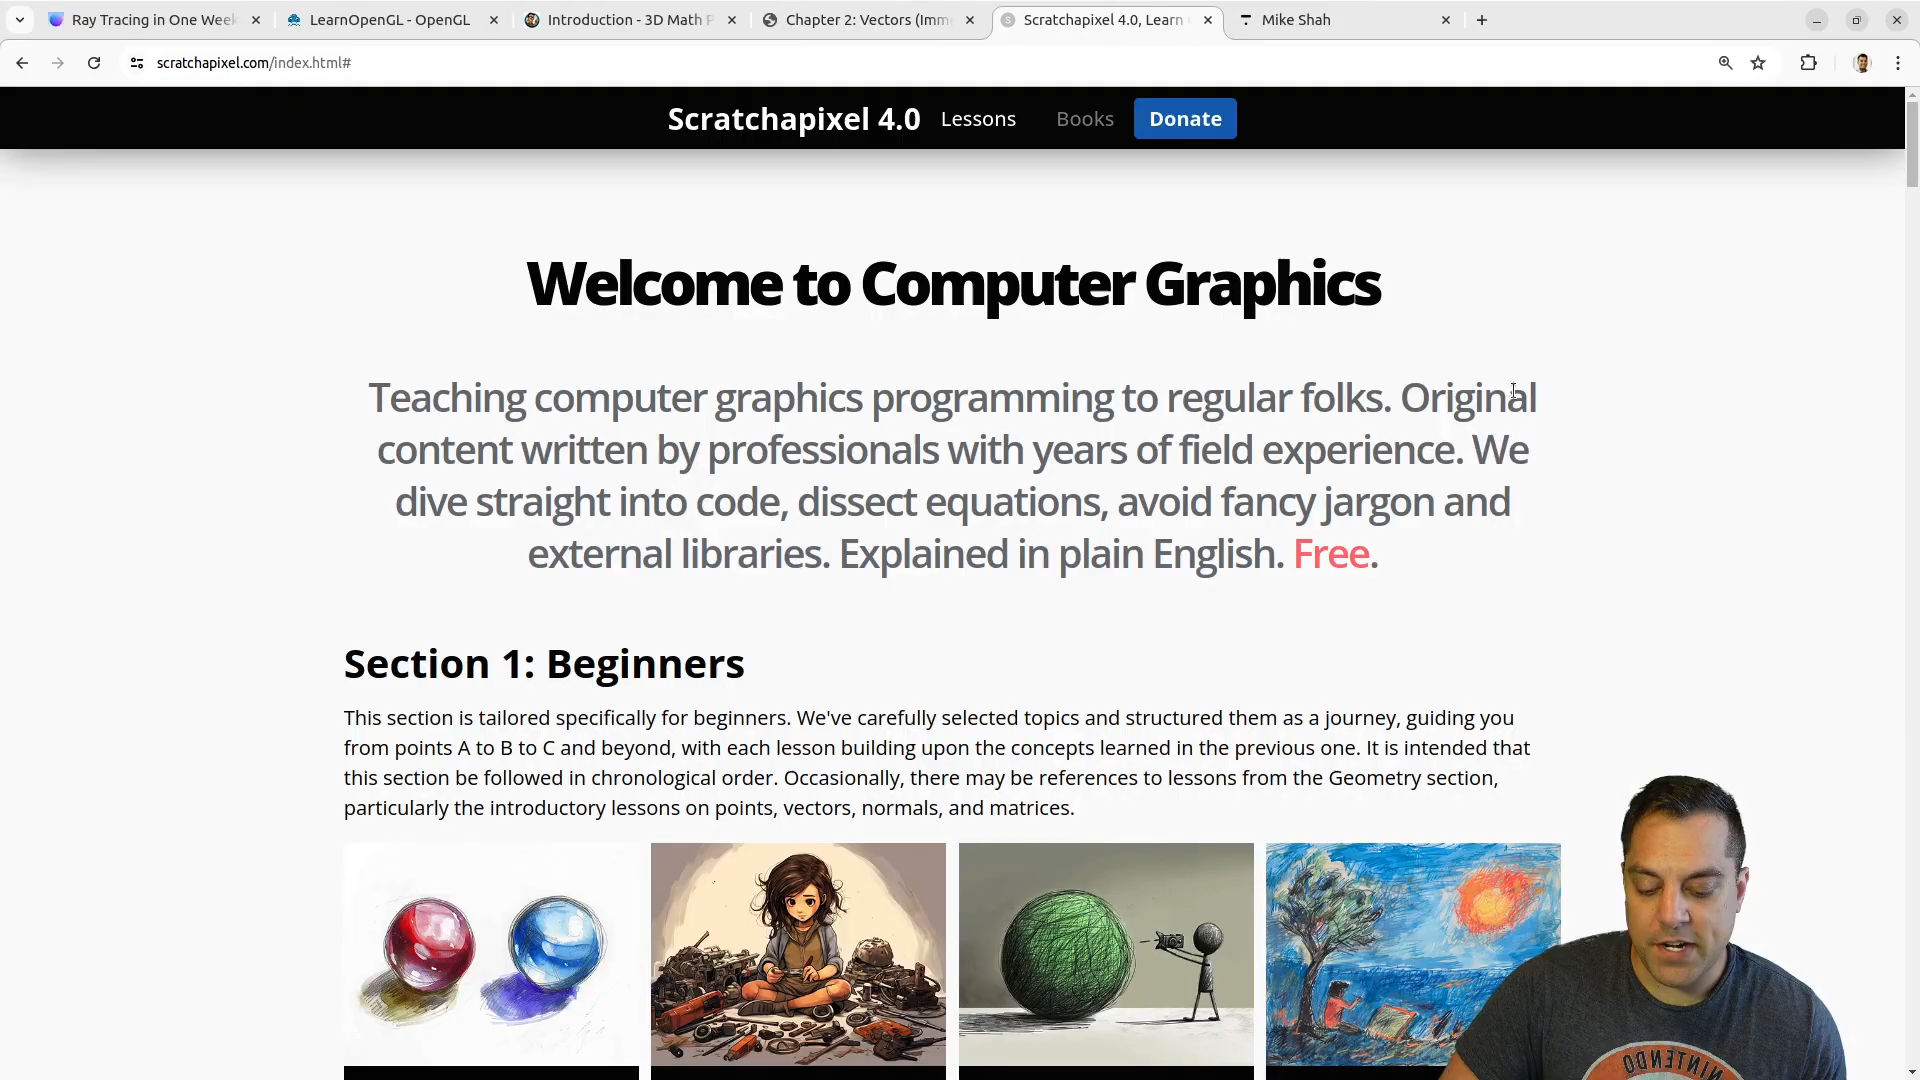 Ray Tracing in One Week
LearnOpenGL - OpenGL
Introduction - 3D Math P
Chapter 2: Vectors (Imme
Scratchapixel 4.0, Learn
Mike Shah
scratchapixel.com/index.html#
Scratchapixel 4.0
Lessons
Books
Donate
Welcome to Computer Graphics
Teaching computer graphics programming to regular folks. Original
content written by professionals with years of field experience. We
dive straight into code, dissect equations, avoid fancy jargon and
external libraries. Explained in plain English. Free.
Section 1: Beginners
This section is tailored specifically for beginners. We've carefully selected topics and structured them as a journey, guiding you
from points A to B to C and beyond, with each lesson building upon the concepts learned in the previous one. It is intended that
this section be followed in chronological order. Occasionally, there may be references to lessons from the Geometry section,
particularly the introductory lessons on points, vectors, normals, and matrices.
NINTENDO